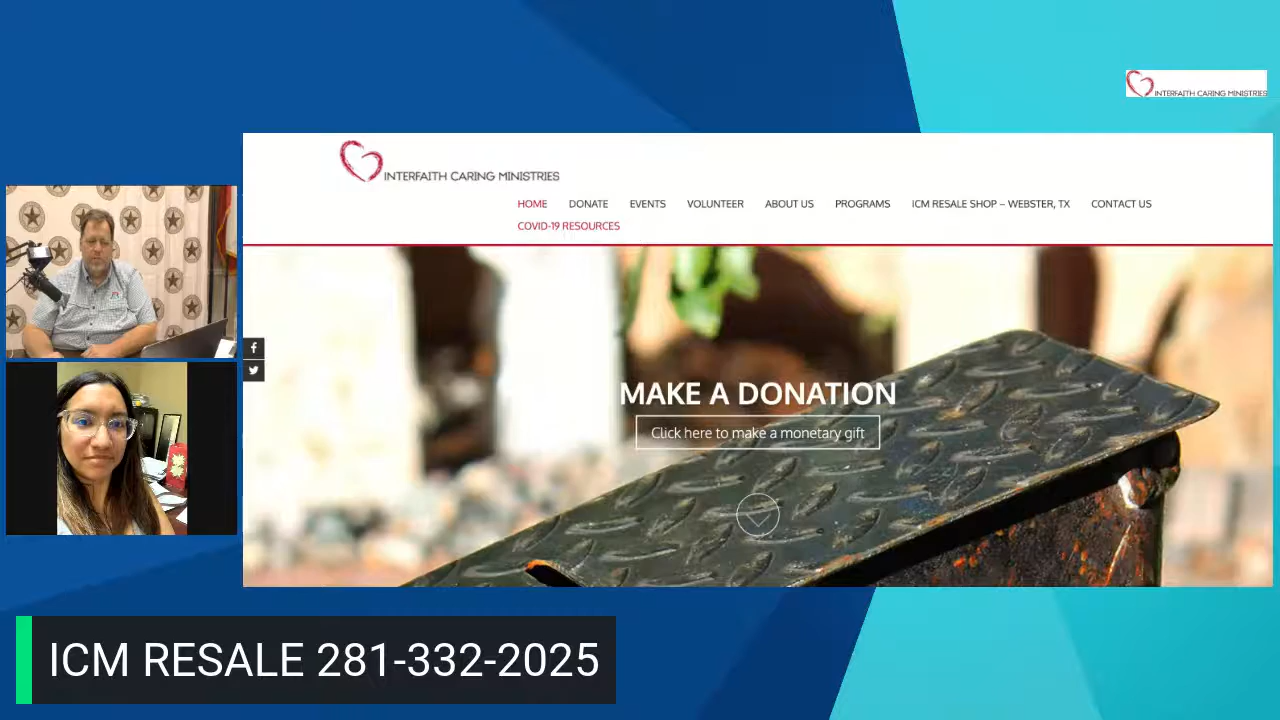 INTERFAITH CARING MINISTRIES
INTERFAITH CARING MINISTRIES
HOME DONATE EVENTS VOLUNTEER ABOUT US PROGRAMS ICM RESALE SHOP – WEBSTER, TX CONTACT US
COVID-19 RESOURCES
MAKE A DONATION
Click here to make a monetary gift
ICM RESALE 281-332-2025